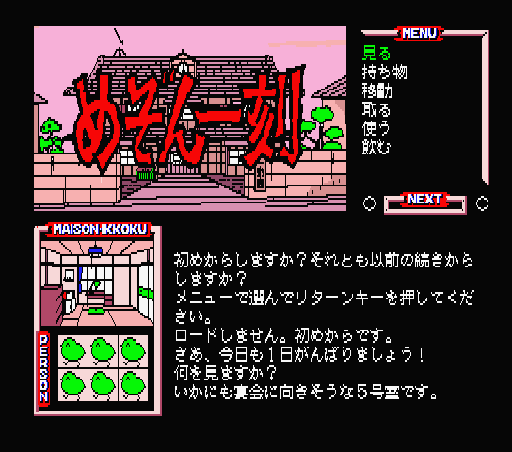 めぞん一刻
MENU
見る
持ち物
移動
取る
使う
飲む
NEXT
MAISON IKKOKU
PERSON
初めからしますか？それとも以前の続きから
しますか？
メニューで選んでリターンキーを押してくだ
さい。
ロードしません。初めからです。
さあ、今日も１日がんばりましょう！
何を見ますか？
いかにも宴会に向きそうな５号室です。